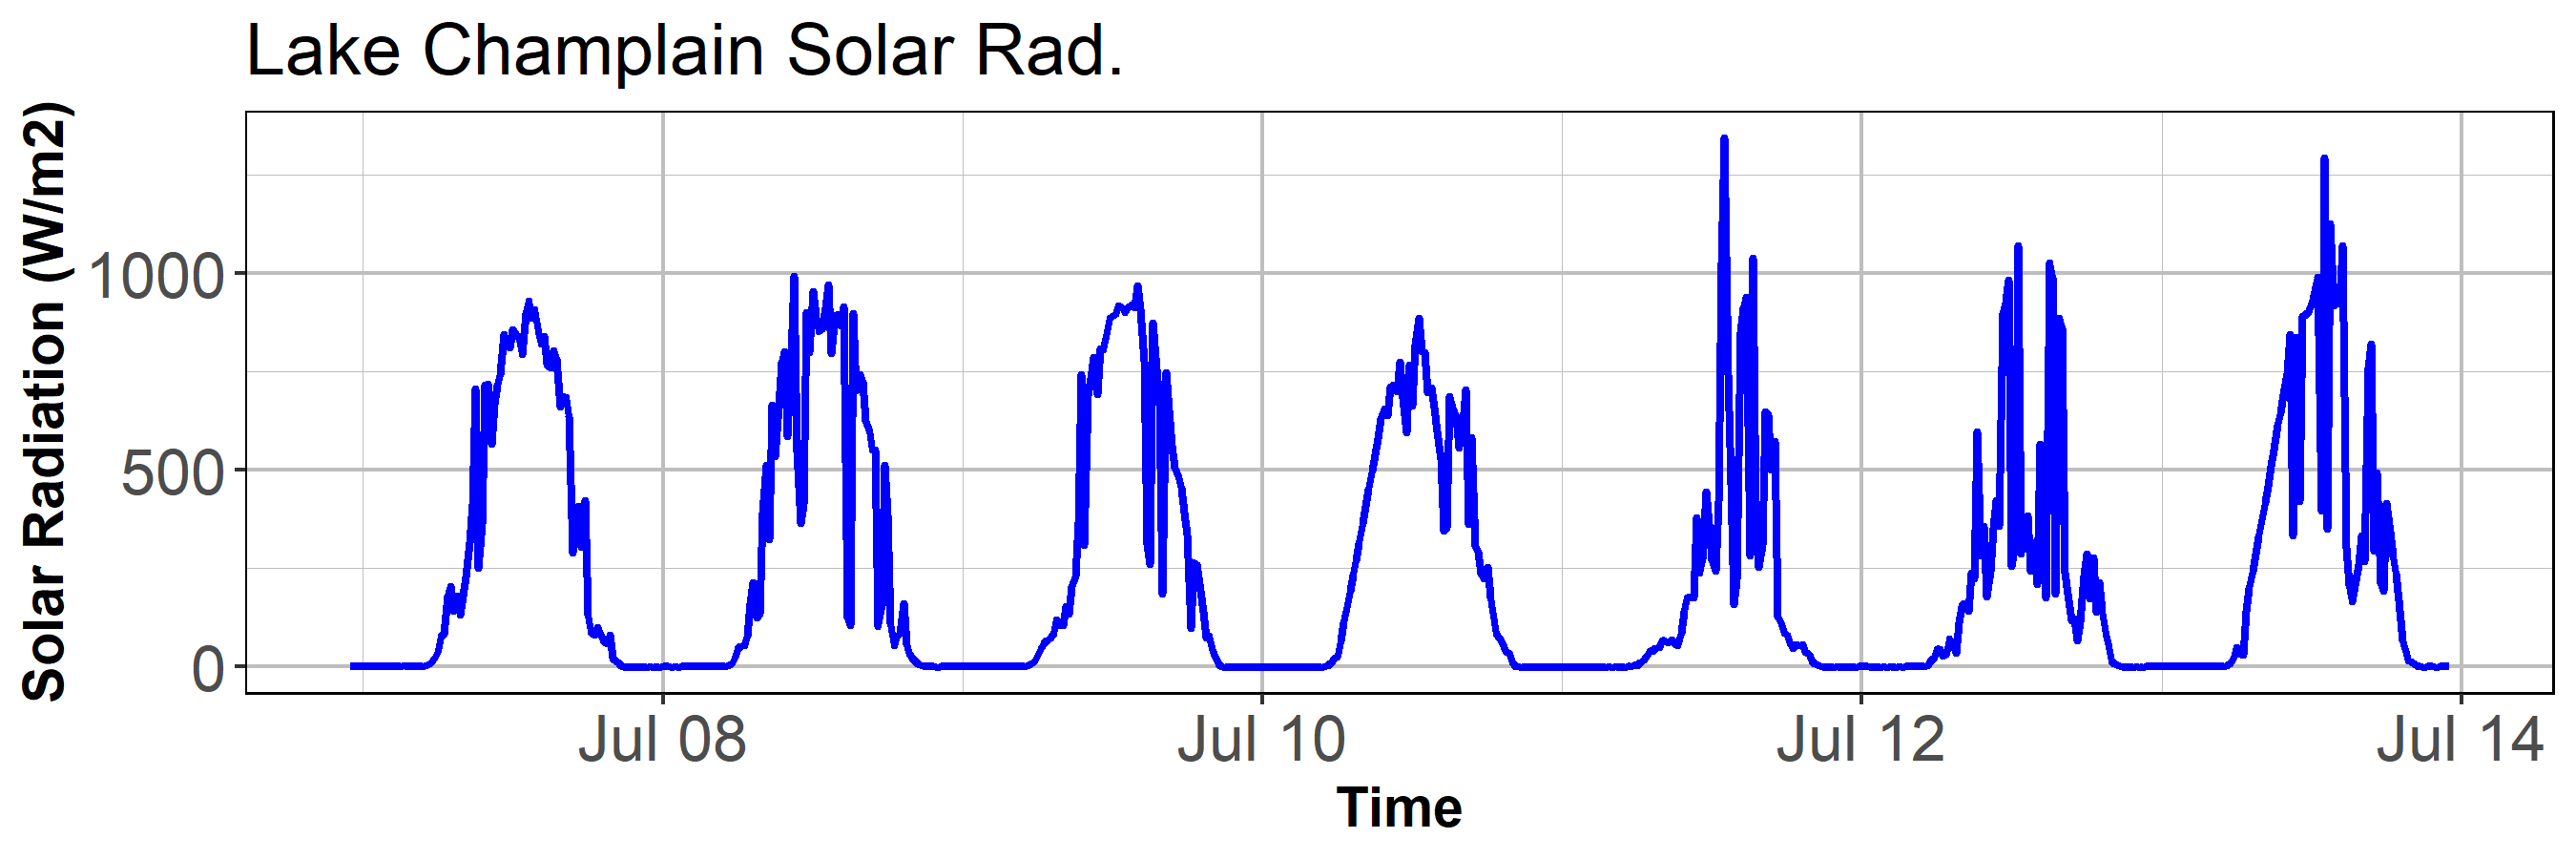 Lake Champlain Solar Rad.
Solar Radiation (W/m2)
1000
500
0
Jul 08
Jul 10
Jul 12
Jul 14
Time